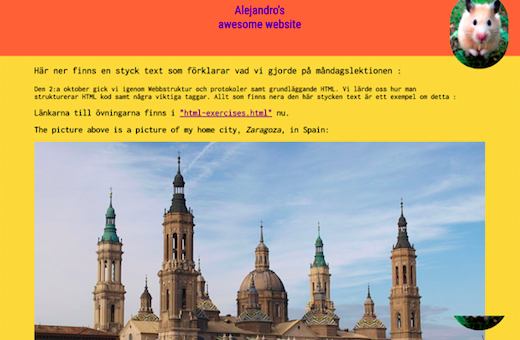 Alejandro's
awesome website
Här ner finns en styck text som förklarar vad vi gjorde på måndagslektionen :
Den 2:a oktober gick vi igenom Webbstruktur och protokoler samt grundläggande HTML. Vi lärde oss hur man
strukturerar HTML kod samt några viktiga taggar. Allt som finns nera den här stycken text är ett exempel om detta :
Länkarna till övningarna finns i "html-exercises.html" nu.
The picture above is a picture of my home city, Zaragoza, in Spain: